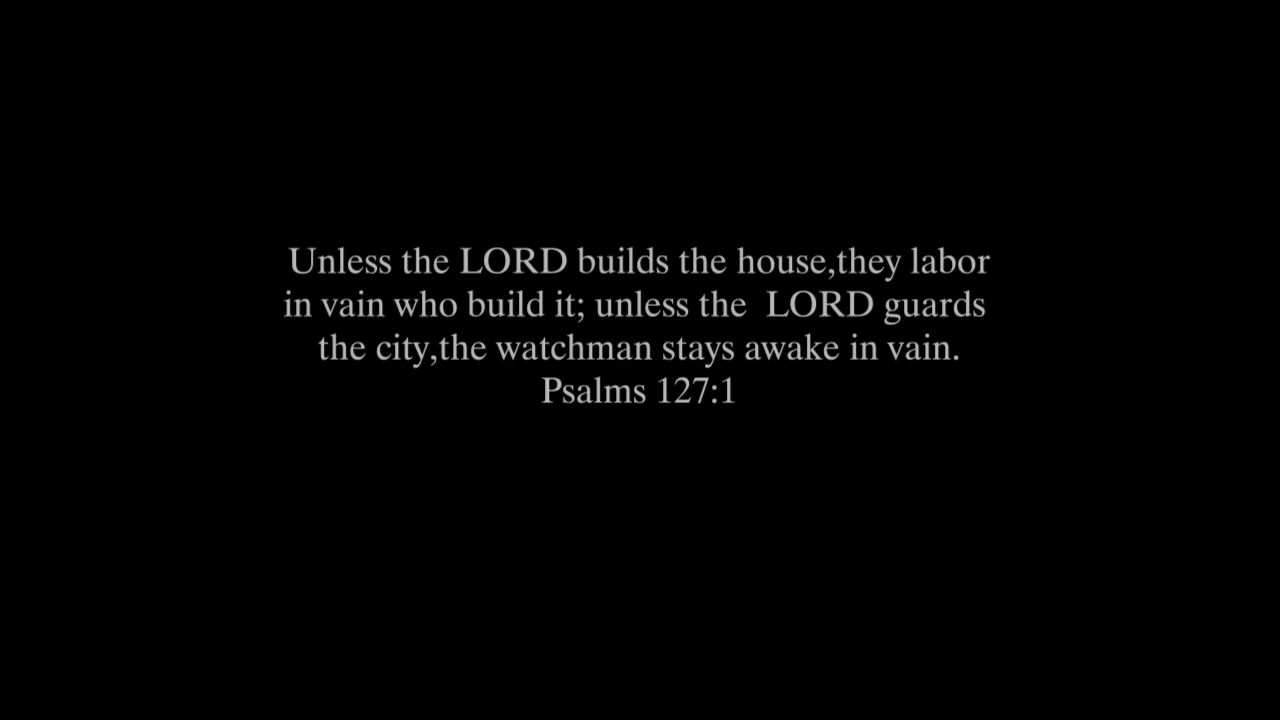 Unless the LORD builds the house,they labor
in vain who build it; unless the  LORD guards
the city,the watchman stays awake in vain.
Psalms 127:1